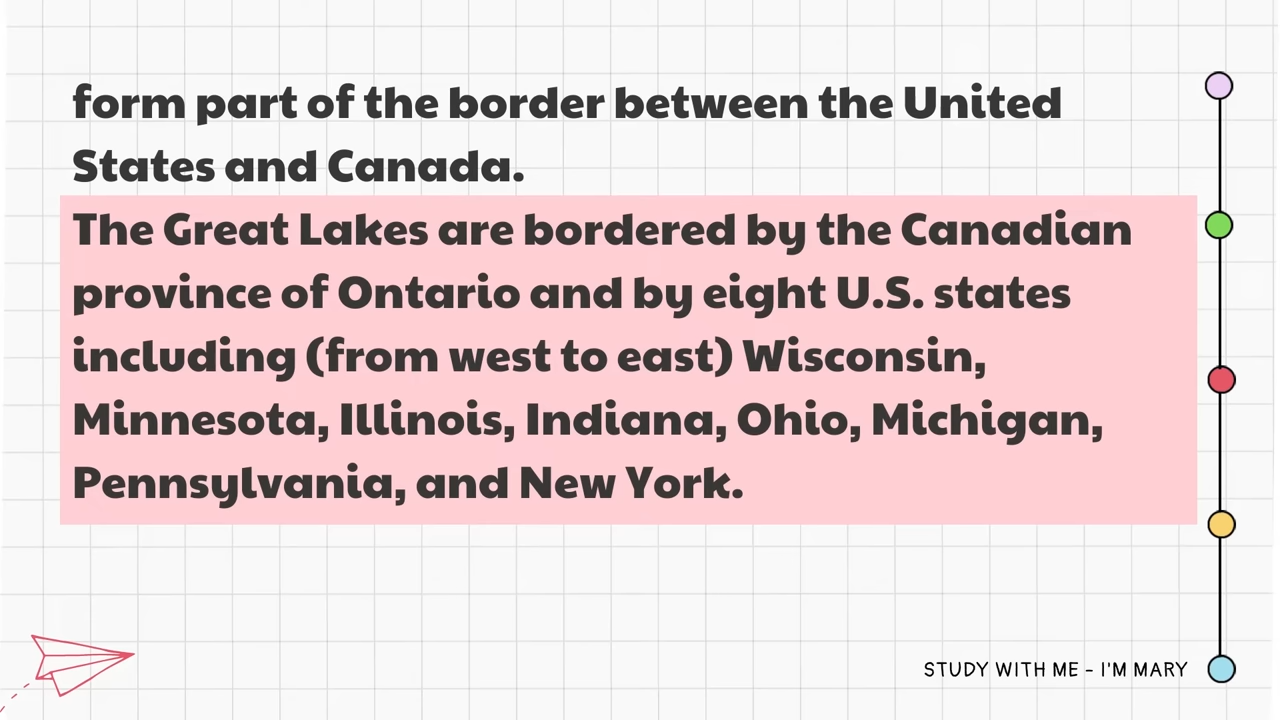 form part of the border between the United
States and Canada.
The Great Lakes are bordered by the Canadian
province of Ontario and by eight U.S. states
including (from west to east) Wisconsin,
Minnesota, Illinois, Indiana, Ohio, Michigan,
Pennsylvania, and New York.
STUDY WITH ME - I'M MARY